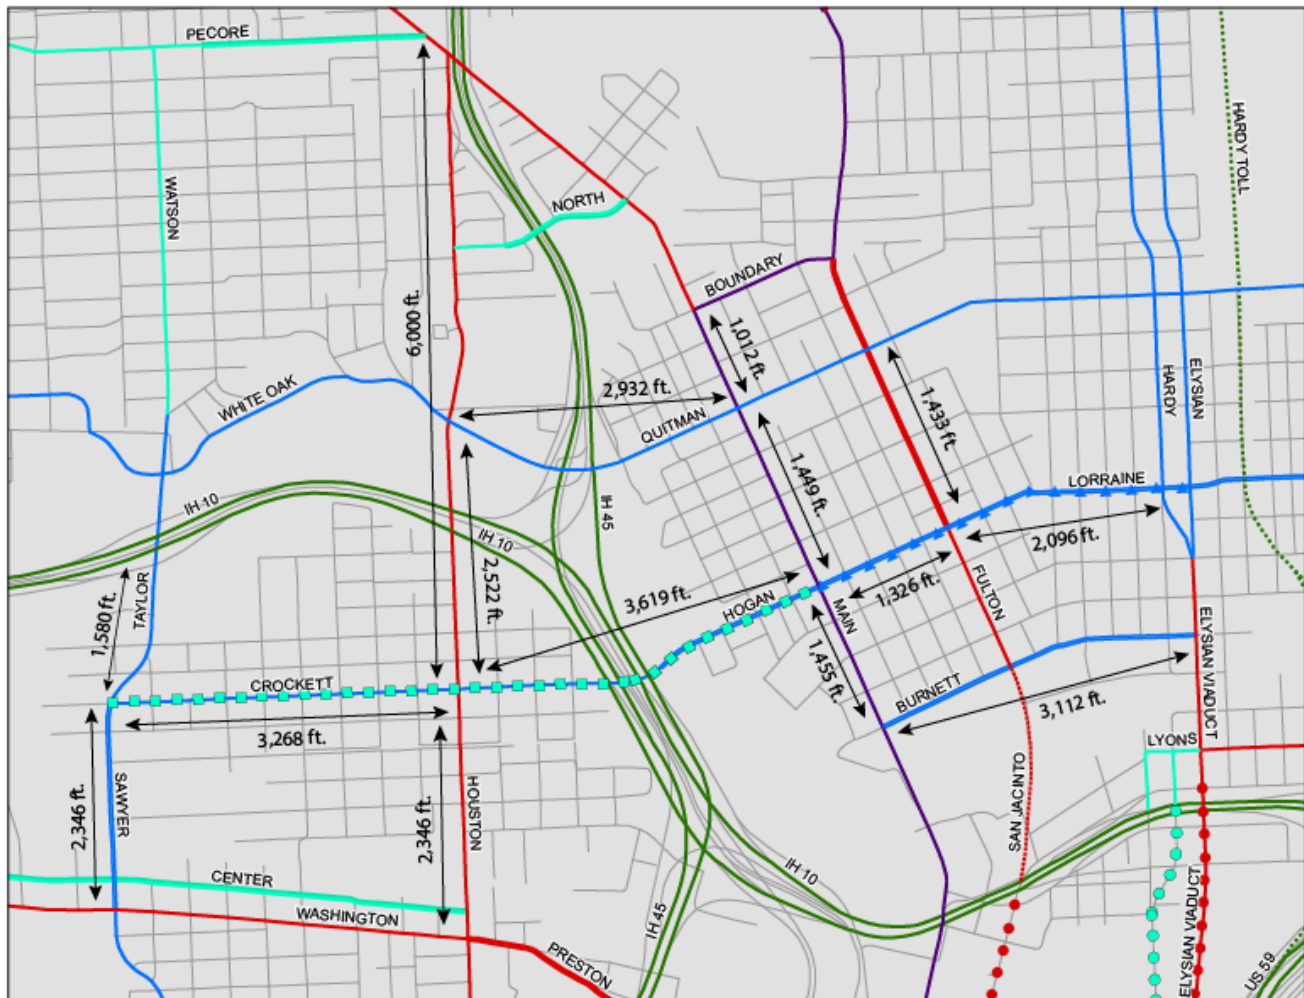 PECORE
WATSON
HARDY TOLL
NORTH
BOUNDARY
6,000 ft.
1,012 ft.
WHITE OAK
2,932 ft.
QUITMAN
1,433 ft.
HARDY
ELYSIAN
1,449 ft.
IH 10
IH 45
IH 10
LORRAINE
2,096 ft.
2,522 ft.
3,619 ft.
HOGAN
1,326 ft.
FULTON
MAIN
1,580 ft.
TAYLOR
ELYSIAN VIADUCT
1,455 ft.
BURNETT
CROCKETT
3,268 ft.
3,112 ft.
LYONS
SAWYER
2,346 ft.
HOUSTON
2,346 ft.
SAN JACINTO
CENTER
WASHINGTON
IH 10
IH 45
PRESTON
ELYSIAN VIADUCT
US 59